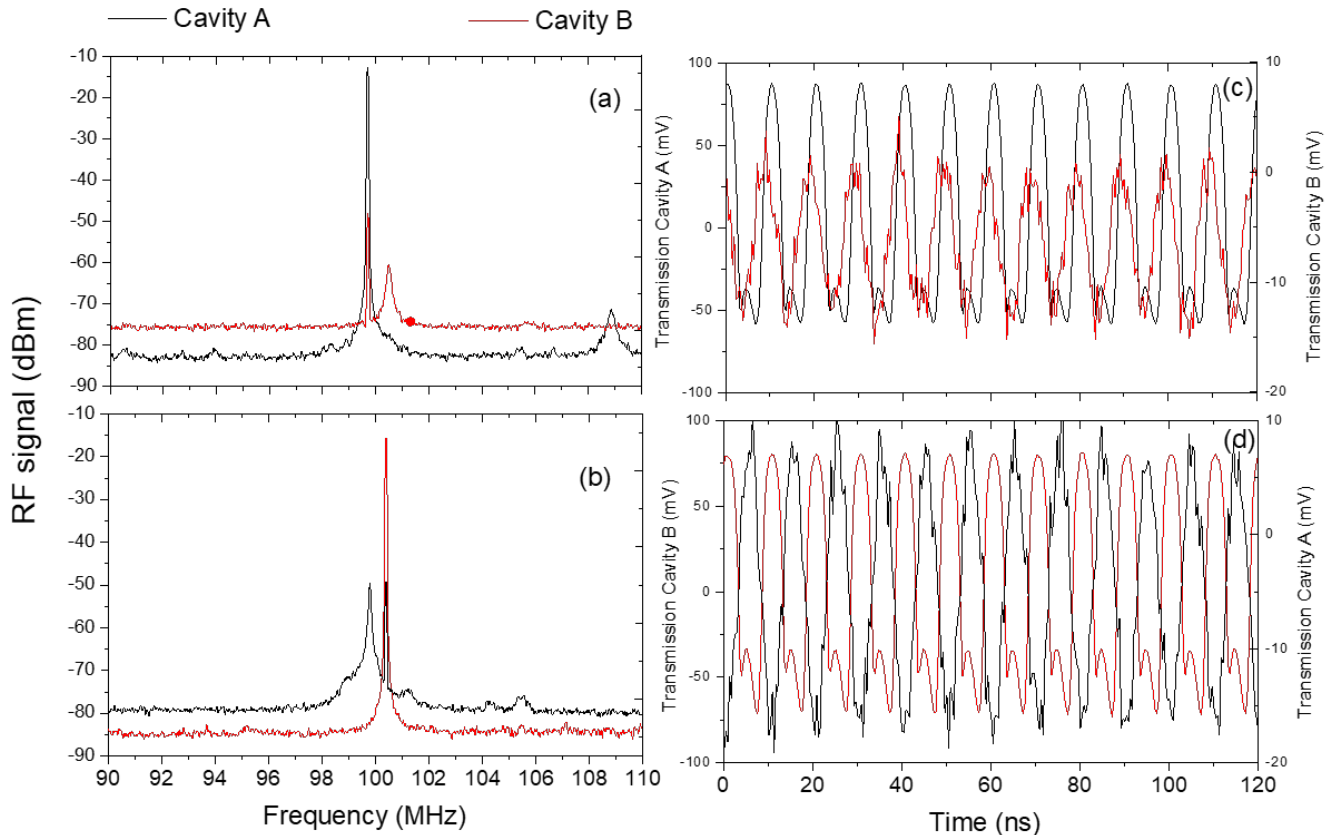 Cavity A Cavity B
RF signal (dBm)
-10
-20
-30
-40
-50
-60
-70
-80
-90
(a)
-10
-20
-30
-40
-50
-60
-70
-80
-90
(b)
90 92 94 96 98 100 102 104 106 108 110
Frequency (MHz)
Transmission Cavity A (mV)
100
50
0
-50
-100
(c)
10
0
-10
-20
Transmission Cavity B (mV)
Transmission Cavity B (mV)
100
50
0
-50
-100
(d)
10
0
-10
-20
Transmission Cavity A (mV)
0 20 40 60 80 100 120
Time (ns)